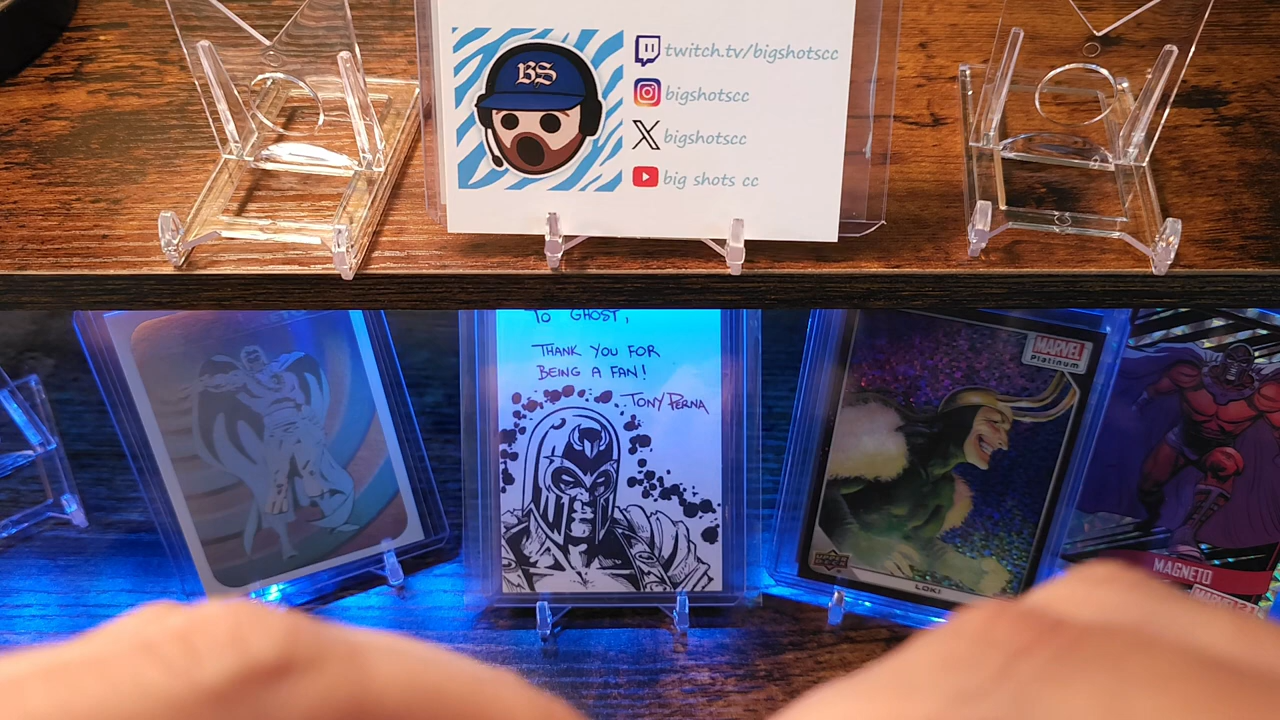 BS
twitch.tv/bigshotscc
bigshotscc
bigshotscc
big shots cc
TO GHOST,
THANK YOU FOR
BEING A FAN!
TONY PERNA
MARVEL
Platinum
LOKI
MAGNETO
MARVEL